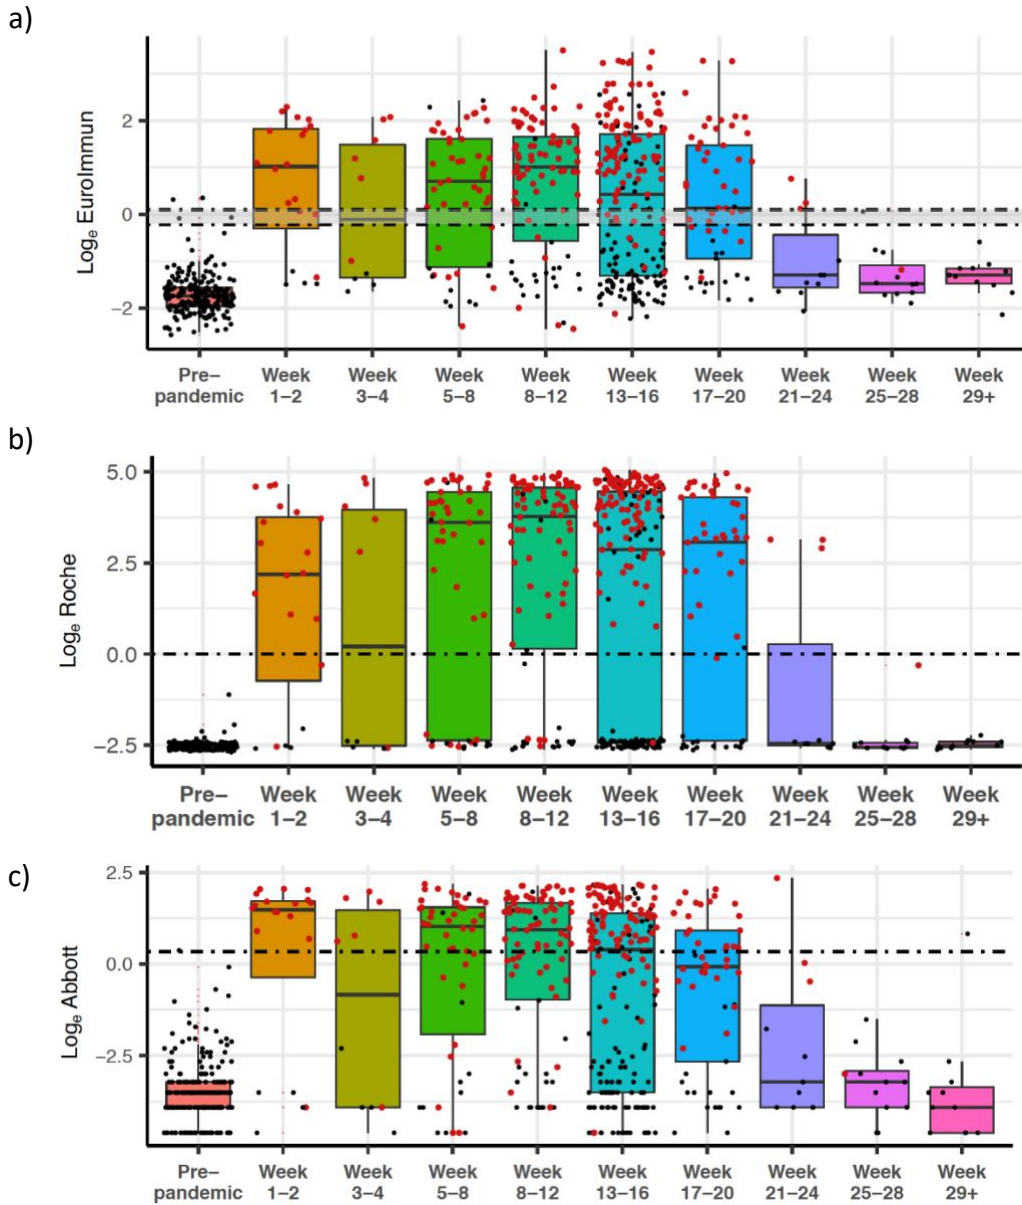 a)
Logₑ EuroImmun
2
0
−2
Pre− Week Week Week Week Week Week Week Week Week
pandemic 1−2 3−4 5−8 8−12 13−16 17−20 21−24 25−28 29+
b)
Logₑ Roche
5.0
2.5
0.0
−2.5
Pre− Week Week Week Week Week Week Week Week Week
pandemic 1−2 3−4 5−8 8−12 13−16 17−20 21−24 25−28 29+
c)
Logₑ Abbott
2.5
0.0
−2.5
Pre− Week Week Week Week Week Week Week Week Week
pandemic 1−2 3−4 5−8 8−12 13−16 17−20 21−24 25−28 29+